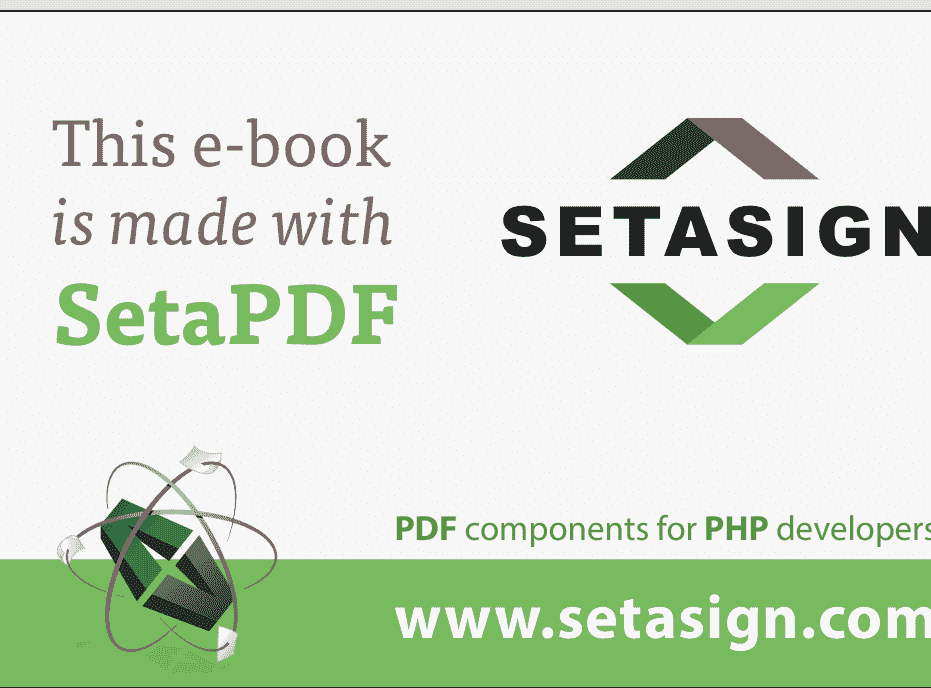 This e-book
is made with
SetaPDF
SETASIGN
PDF components for PHP developers
www.setasign.com